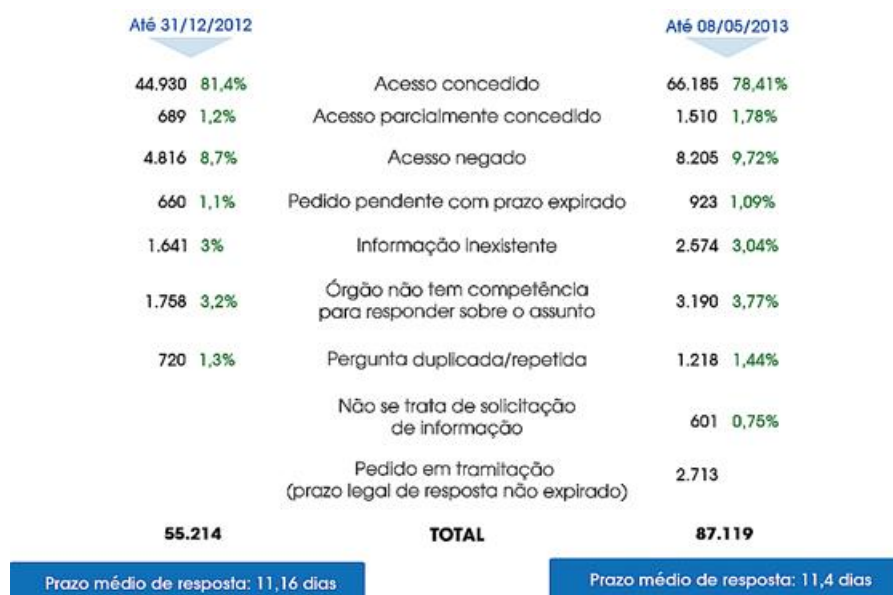 Até 31/12/2012 Até 08/05/2013
44.930 81,4% Acesso concedido 66.185 78,41%
689 1,2% Acesso parcialmente concedido 1.510 1,78%
4.816 8,7% Acesso negado 8.205 9,72%
660 1,1% Pedido pendente com prazo expirado 923 1,09%
1.641 3% Informação Inexistente 2.574 3,04%
1.758 3,2% Órgão não tem competência
para responder sobre o assunto 3.190 3,77%
720 1,3% Pergunta duplicada/repetida 1.218 1,44%
Não se trata de solicitação
de informação 601 0,75%
Pedido em tramitação
(prazo legal de resposta não expirado) 2.713
55.214 TOTAL 87.119
Prazo médio de resposta: 11,16 dias Prazo médio de resposta: 11,4 dias